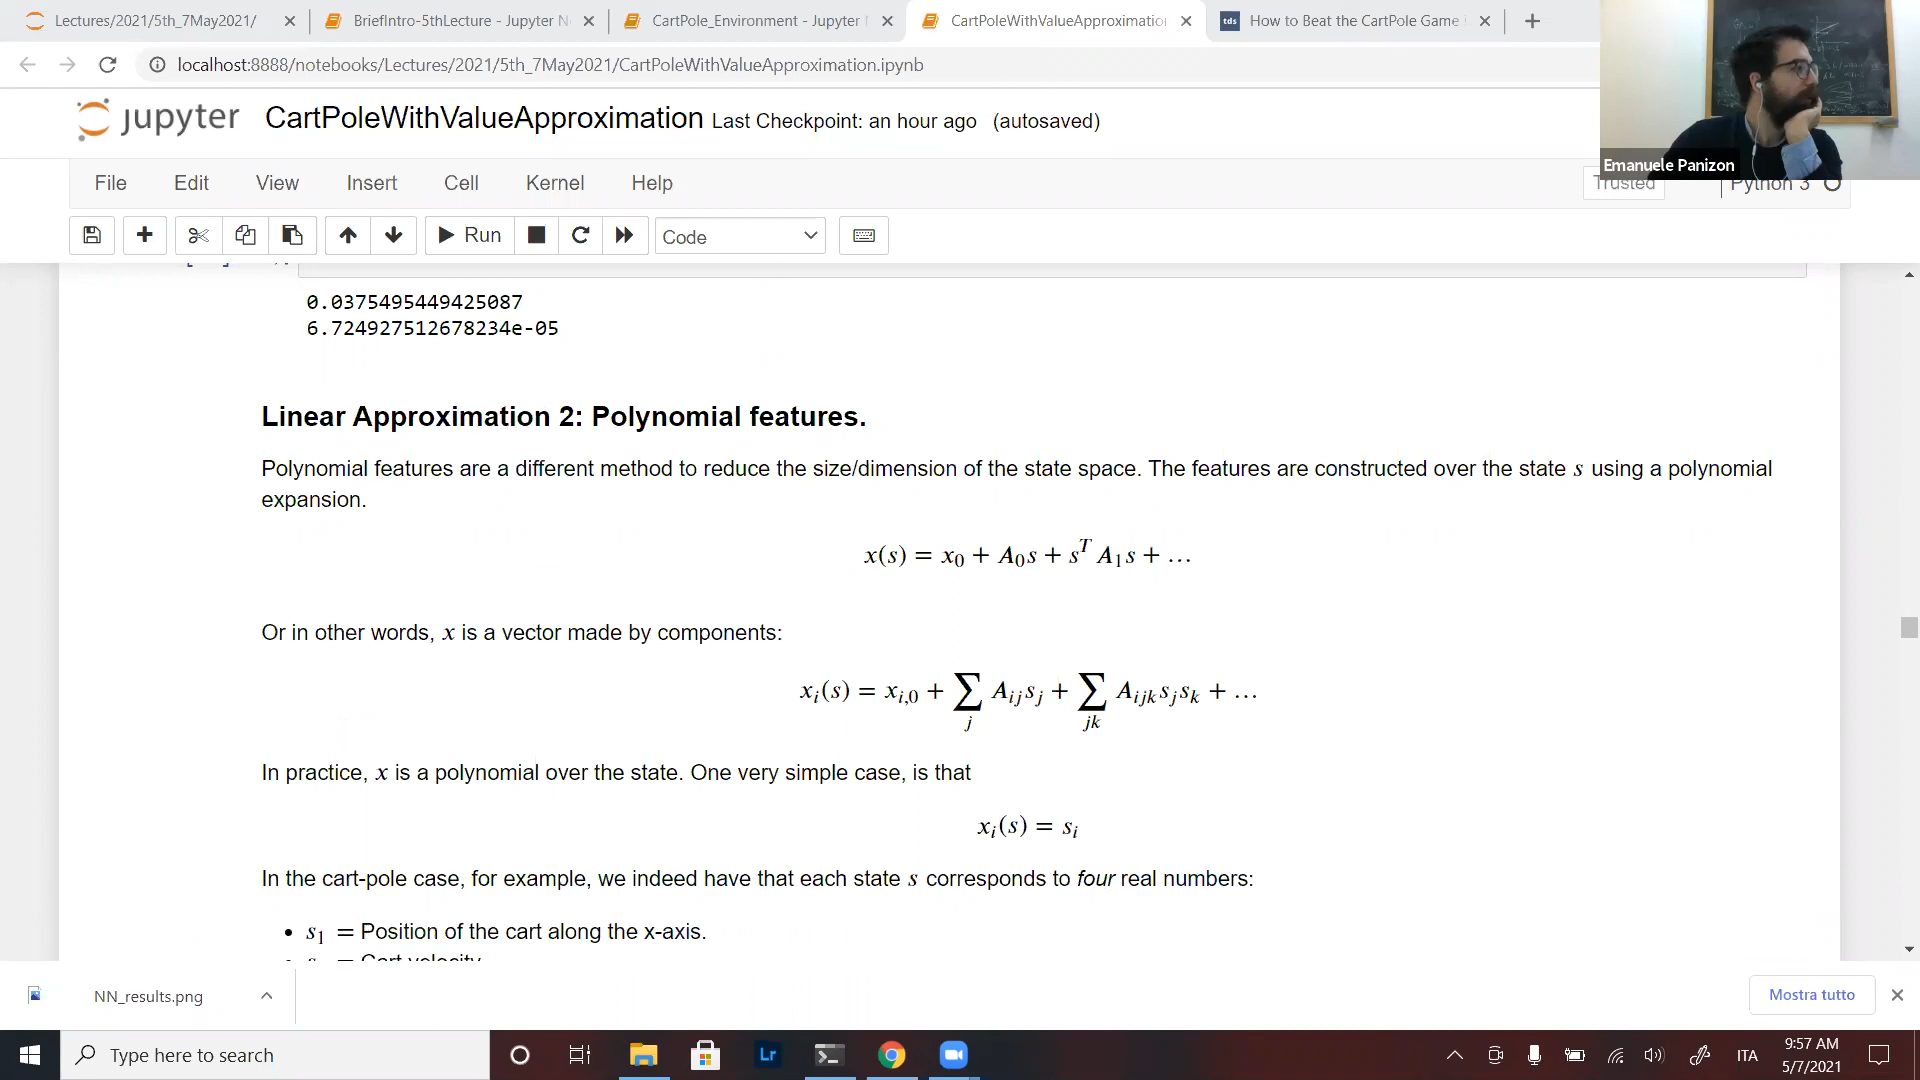 Lectures/2021/5th_7May2021/
BriefIntro-5thLecture - Jupyter N
CartPole_Environment - Jupyter
CartPoleWithValueApproximatio
tds How to Beat the CartPole Game
localhost:8888/notebooks/Lectures/2021/5th_7May2021/CartPoleWithValueApproximation.ipynb
jupyter CartPoleWithValueApproximation Last Checkpoint: an hour ago (autosaved)
Emanuele Panizon
File Edit View Insert Cell Kernel Help
Trusted Python 3
Run Code
0.0375495449425087
6.724927512678234e-05
Linear Approximation 2: Polynomial features.
Polynomial features are a different method to reduce the size/dimension of the state space. The features are constructed over the state s using a polynomial
expansion.
x(s) = x₀ + A₀s + sᵀA₁s + …
Or in other words, x is a vector made by components:
xᵢ(s) = xᵢ,₀ + ∑ⱼ Aᵢⱼsⱼ + ∑ⱼₖ Aᵢⱼₖsⱼsₖ + …
In practice, x is a polynomial over the state. One very simple case, is that
xᵢ(s) = sᵢ
In the cart-pole case, for example, we indeed have that each state s corresponds to four real numbers:
• s₁ = Position of the cart along the x-axis.
= Cart velocity
NN_results.png
Mostra tutto
Type here to search
Lr
ITA
9:57 AM
5/7/2021